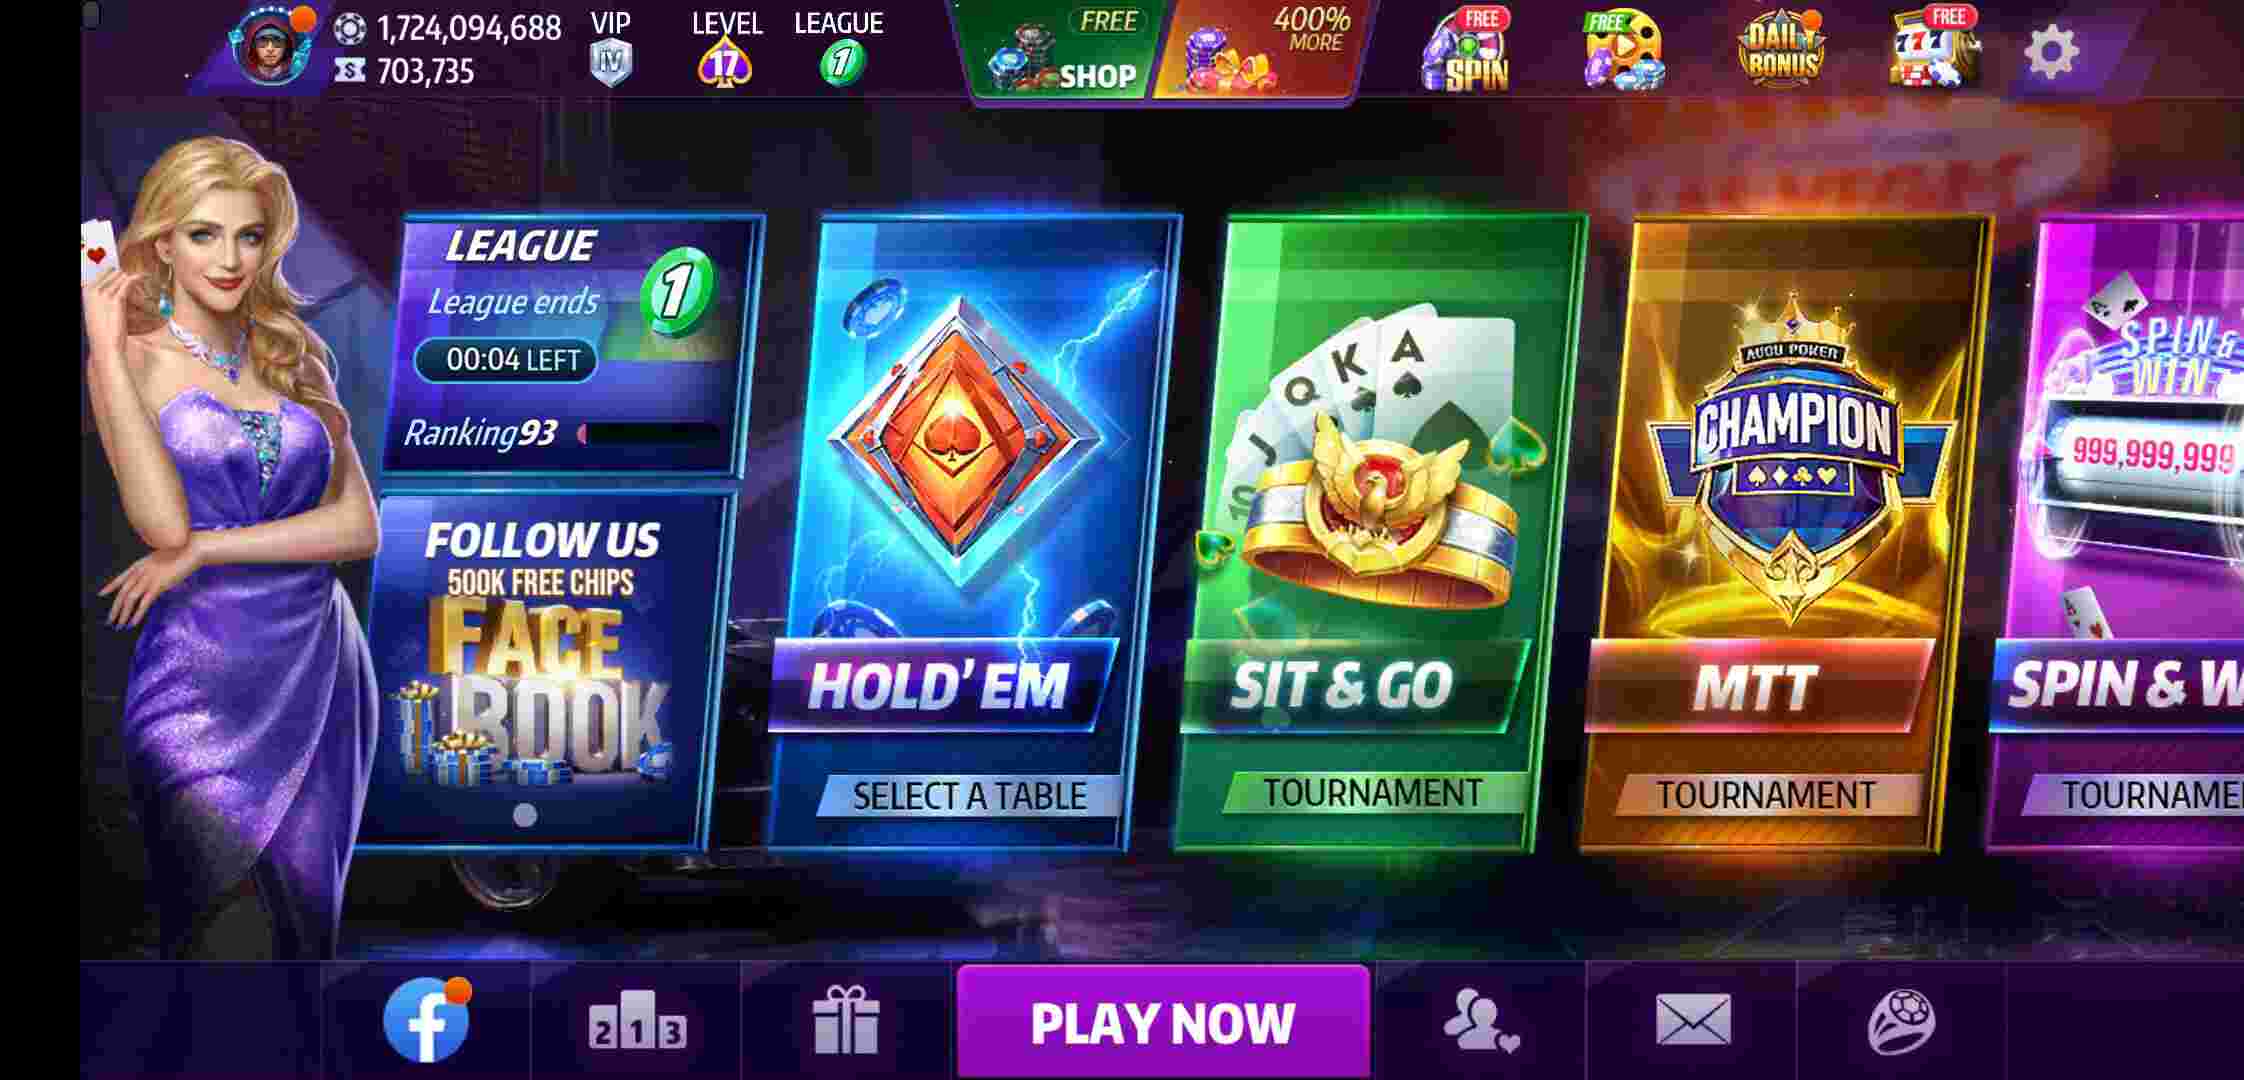 1,724,094,688
703,735
VIP
IV
LEVEL
17
LEAGUE
1
FREE
SHOP
400%
MORE
FREE
SPIN
FREE
DAILY
BONUS
FREE
777
LEAGUE
League ends
00:04 LEFT
Ranking93
1
FOLLOW US
500K FREE CHIPS
FACE
BOOK
HOLD'EM
SELECT A TABLE
10 J Q K A
SIT & GO
TOURNAMENT
CHAMPION
MTT
TOURNAMENT
SPIN &
WIN
999,999,999
SPIN & W
TOURNAME
f
2 1 3
PLAY NOW